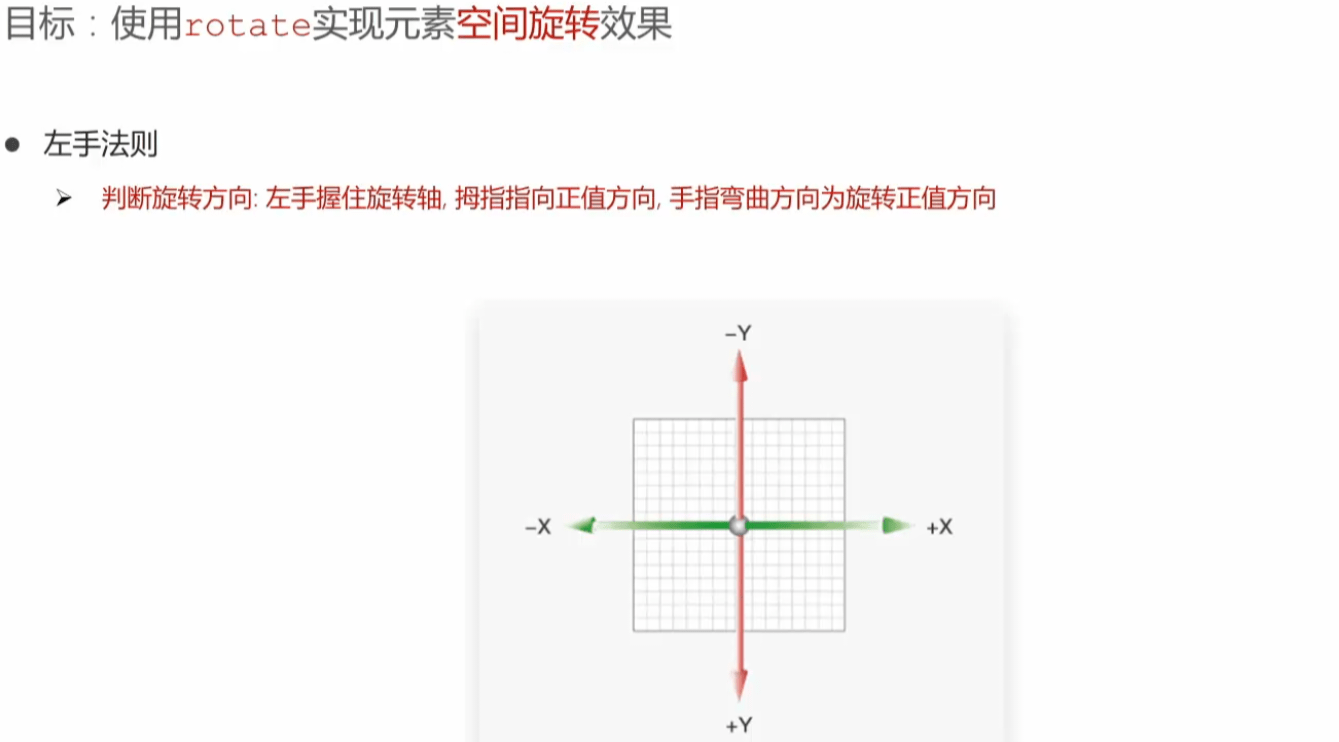 目标：使用rotate实现元素空间旋转效果
● 左手法则
➢ 判断旋转方向: 左手握住旋转轴, 拇指指向正值方向, 手指弯曲方向为旋转正值方向
–Y
–X
+X
+Y